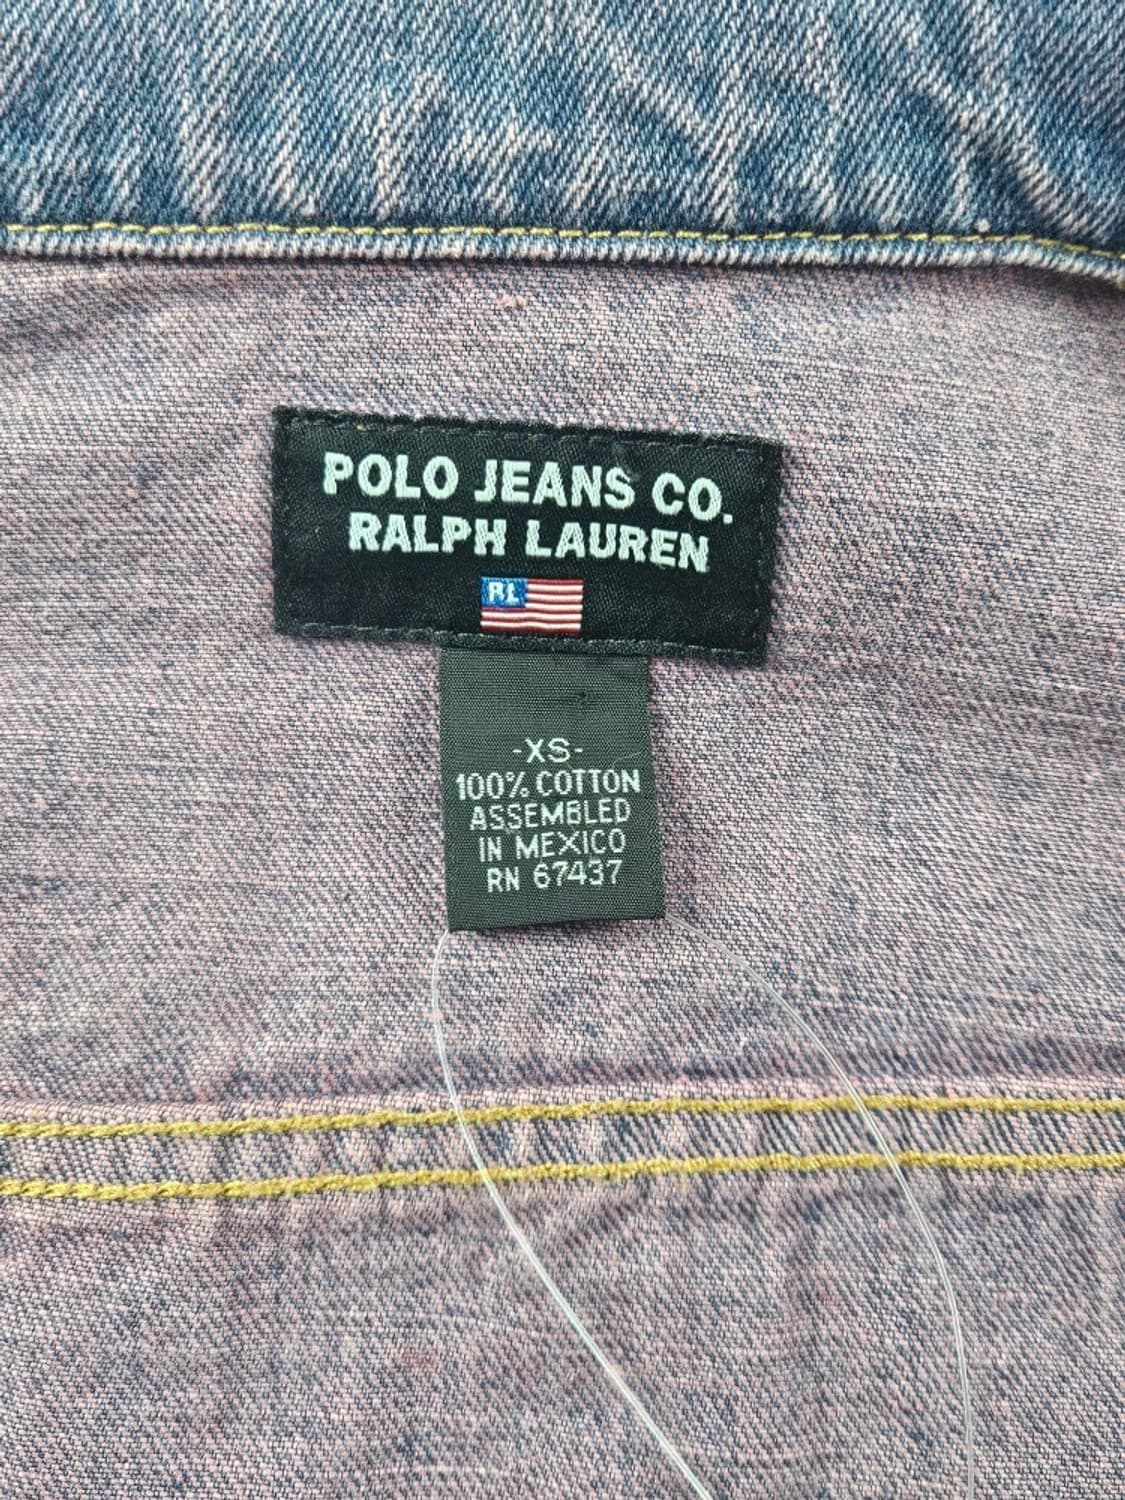 POLO JEANS CO.
RALPH LAUREN
RL
-XS-
100% COTTON
ASSEMBLED
IN MEXICO
RN 67437